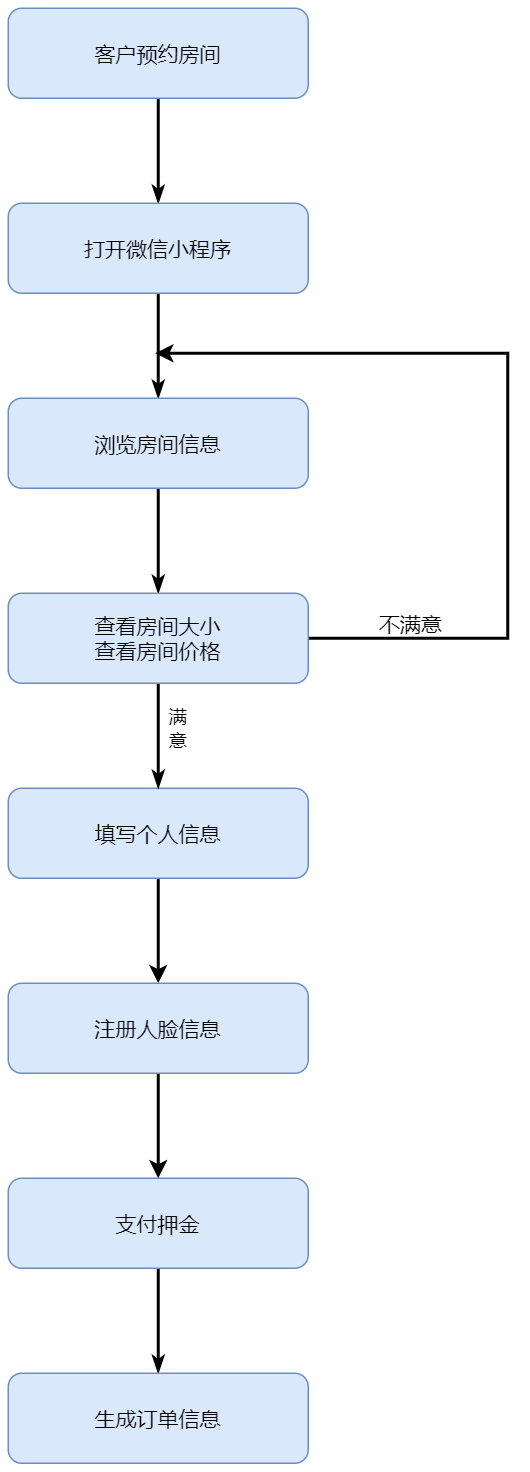 客户预约房间
打开微信小程序
浏览房间信息
查看房间大小
查看房间价格
不满意
满
意
填写个人信息
注册人脸信息
支付押金
生成订单信息